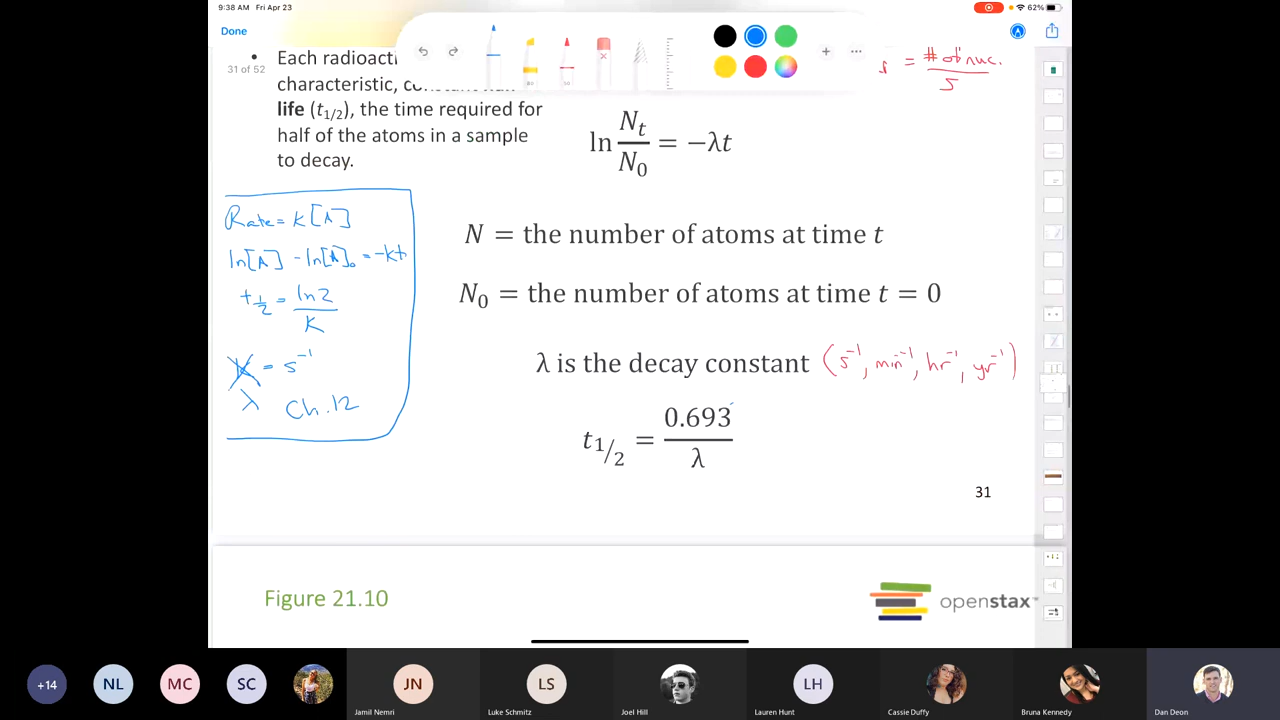 9:38 AM Fri Apr 23
62%
Done
31 of 52
• Each radioacti
characteristic, co
life (t1/2), the time required for
half of the atoms in a sample
to decay.
= # of nuc.
s
ln Nt/N0 = −λt
Rate = k[A]
ln[A] - ln[A]₀ = -kt
t 1/2 = ln2/k
k = s⁻¹
λ Ch. 12
N = the number of atoms at time t
N0 = the number of atoms at time t = 0
λ is the decay constant (s⁻¹, min⁻¹, hr⁻¹, yr⁻¹)
t1/2 = 0.693/λ
31
Figure 21.10
openstax™
+14
NL
MC
SC
JN
Jamil Nemri
LS
Luke Schmitz
Joel Hill
LH
Lauren Hunt
Cassie Duffy
Bruna Kennedy
Dan Deon